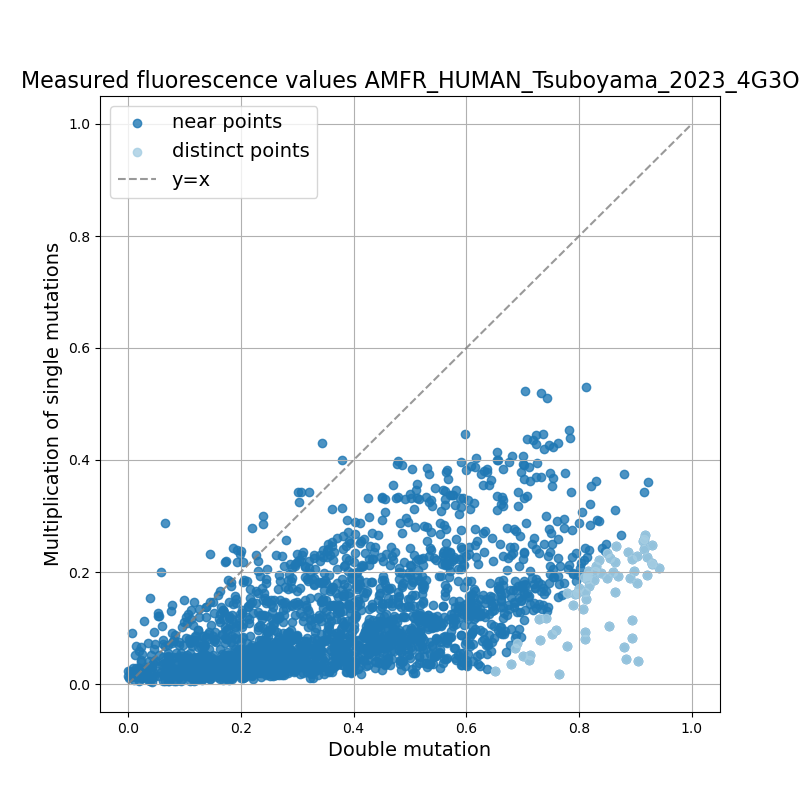 Measured fluorescence values AMFR_HUMAN_Tsuboyama_2023_4G3O
near points
distinct points
y=x
1.0
0.8
0.6
0.4
0.2
0.0
Multiplication of single mutations
0.0 0.2 0.4 0.6 0.8 1.0
Double mutation